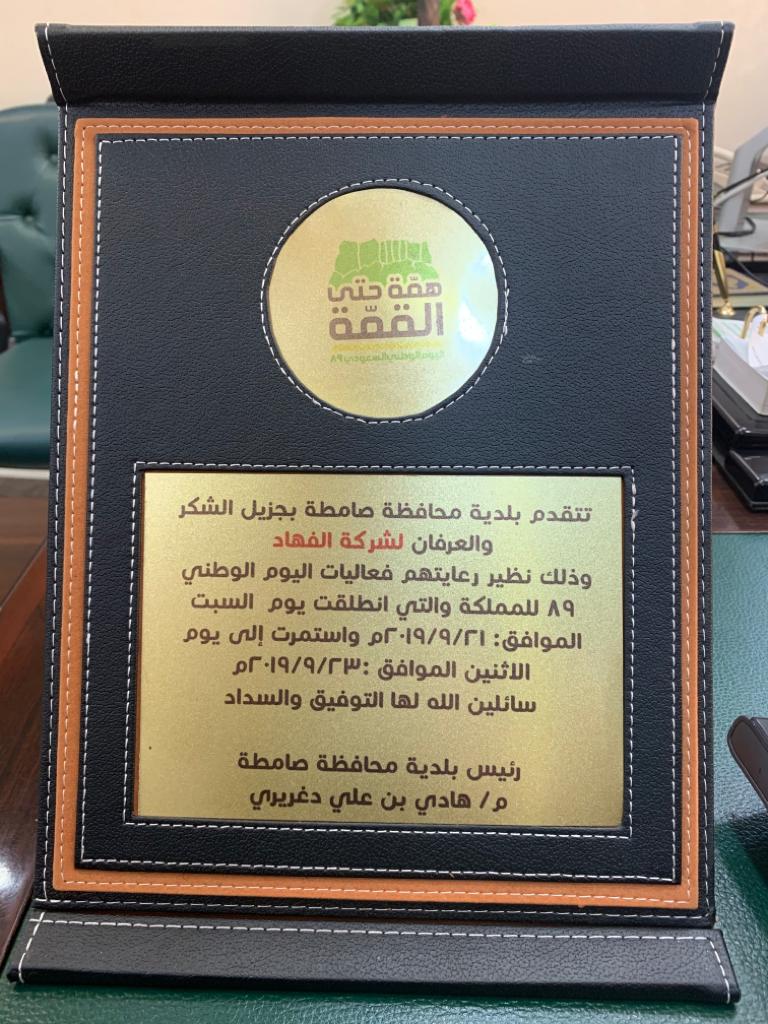 همّة حتى
القمّة
اليوم الوطني السعودي ٨٩
تتقدم بلدية محافظة صامطة بجزيل الشكر
والعرفان لشركة الفهاد
وذلك نظير رعايتهم فعاليات اليوم الوطني
٨٩ للمملكة والتي انطلقت يوم السبت
الموافق: ٢٠١٩/٩/٢١م واستمرت إلى يوم
الاثنين الموافق :٢٠١٩/٩/٢٣م
سائلين الله لها التوفيق والسداد
رئيس بلدية محافظة صامطة
م/ هادي بن علي دغريري